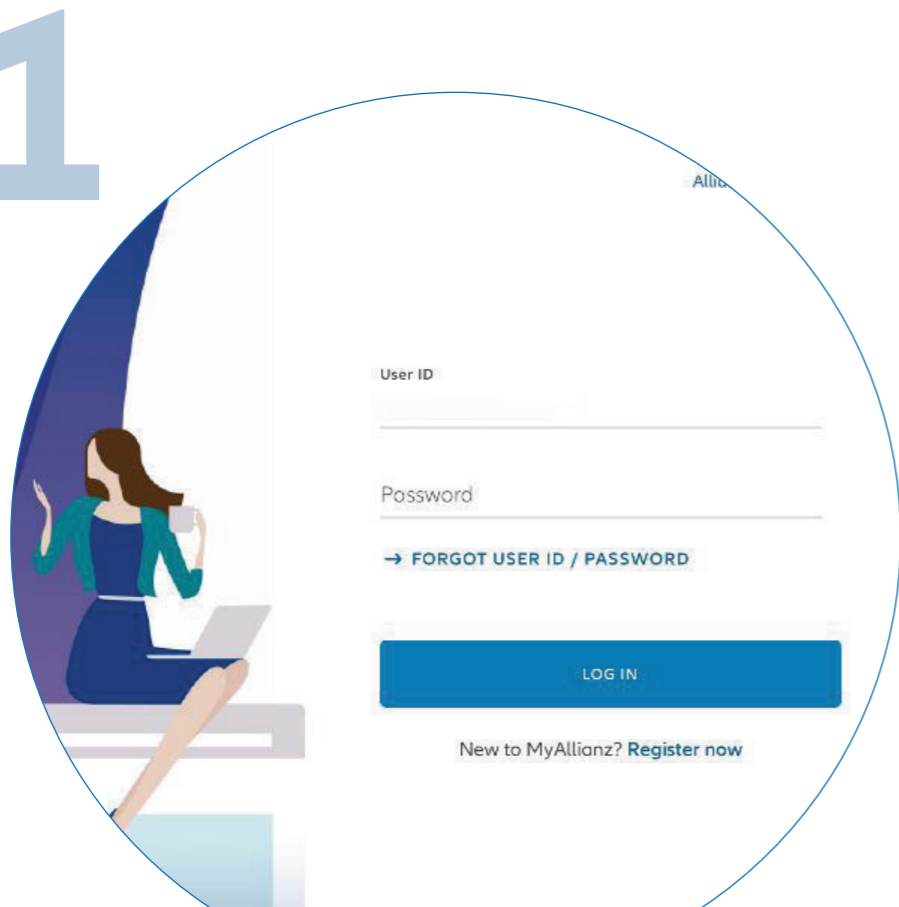 1
User ID
Password
→ FORGOT USER ID / PASSWORD
LOG IN
New to MyAllianz? Register now